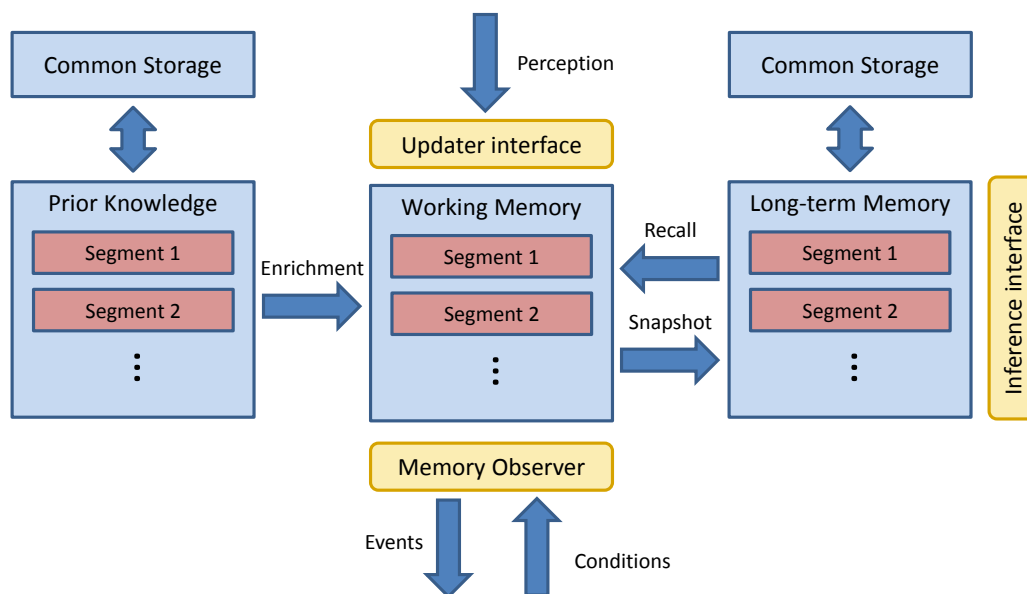 Common Storage
Perception
Common Storage
Updater interface
Prior Knowledge
Segment 1
Segment 2
⋮
Enrichment
Working Memory
Segment 1
Segment 2
⋮
Recall
Snapshot
Long-term Memory
Segment 1
Segment 2
⋮
Inference interface
Memory Observer
Events
Conditions